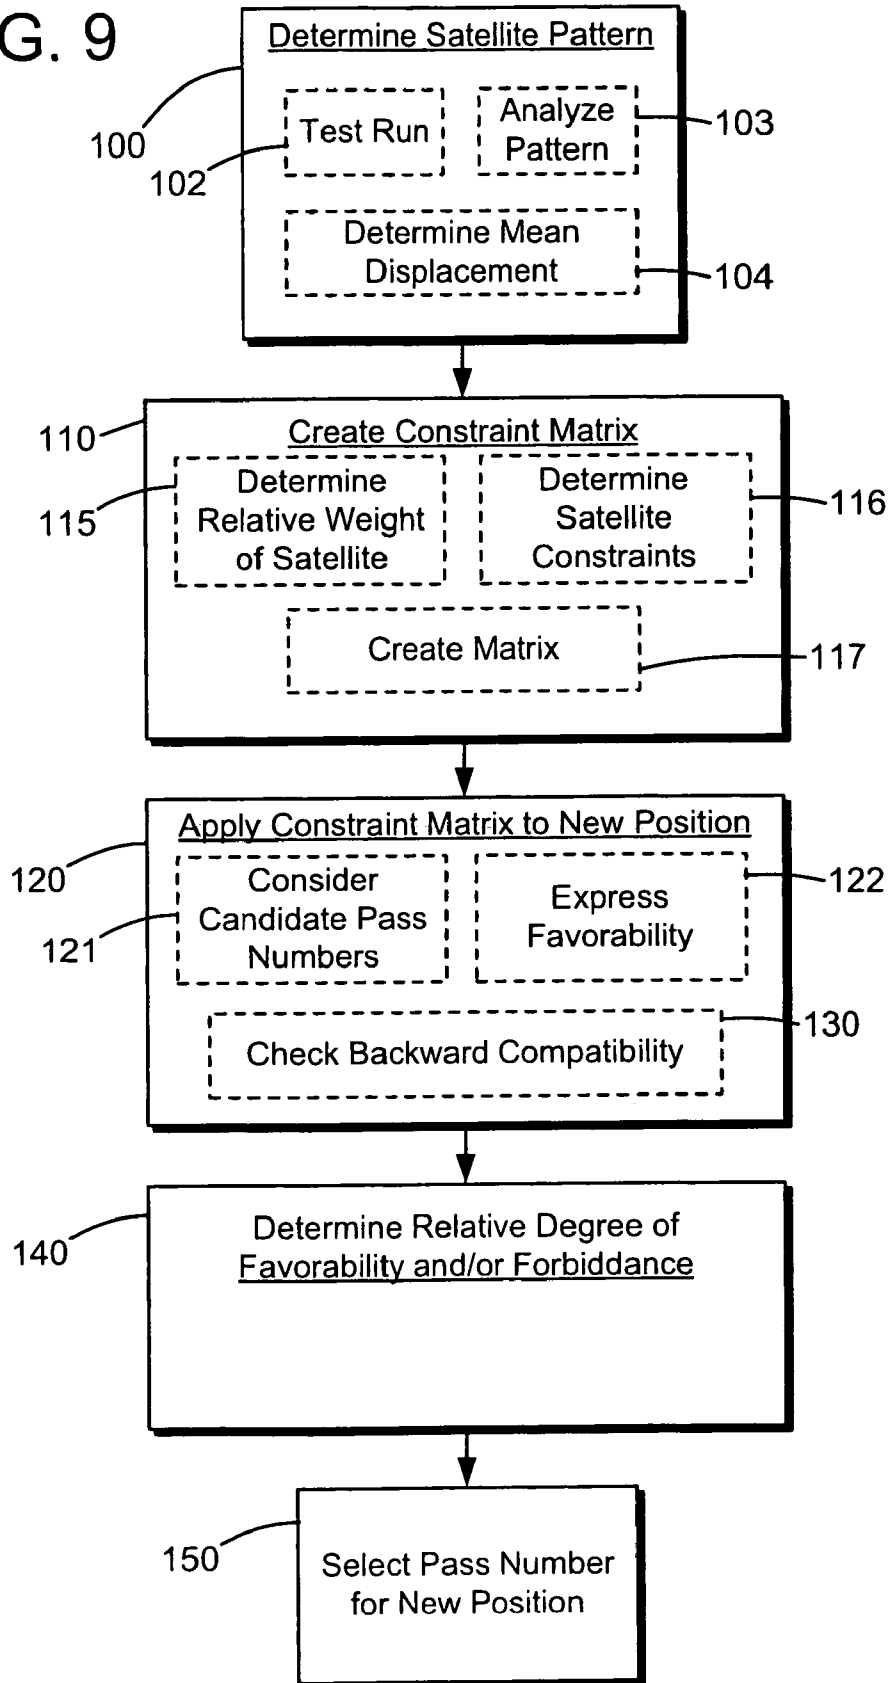 G. 9
Determine Satellite Pattern
100
Test Run
102
Analyze
Pattern
103
Determine Mean
Displacement
104
110
Create Constraint Matrix
Determine
Relative Weight
of Satellite
115
Determine
Satellite
Constraints
116
Create Matrix
117
Apply Constraint Matrix to New Position
120
Consider
Candidate Pass
Numbers
121
Express
Favorability
122
Check Backward Compatibility
130
Determine Relative Degree of
Favorability and/or Forbiddance
140
150
Select Pass Number
for New Position